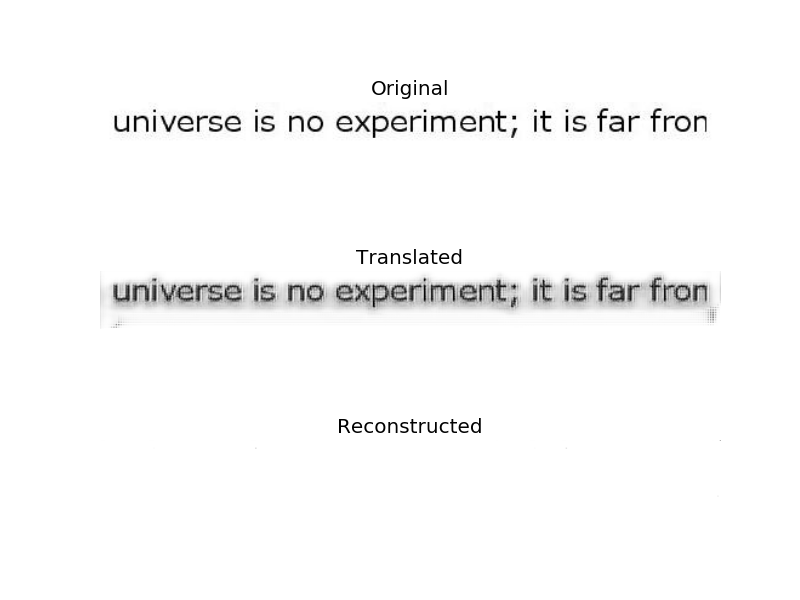 Original
universe is no experiment; it is far fron
Translated
universe is no experiment; it is far fron
Reconstructed